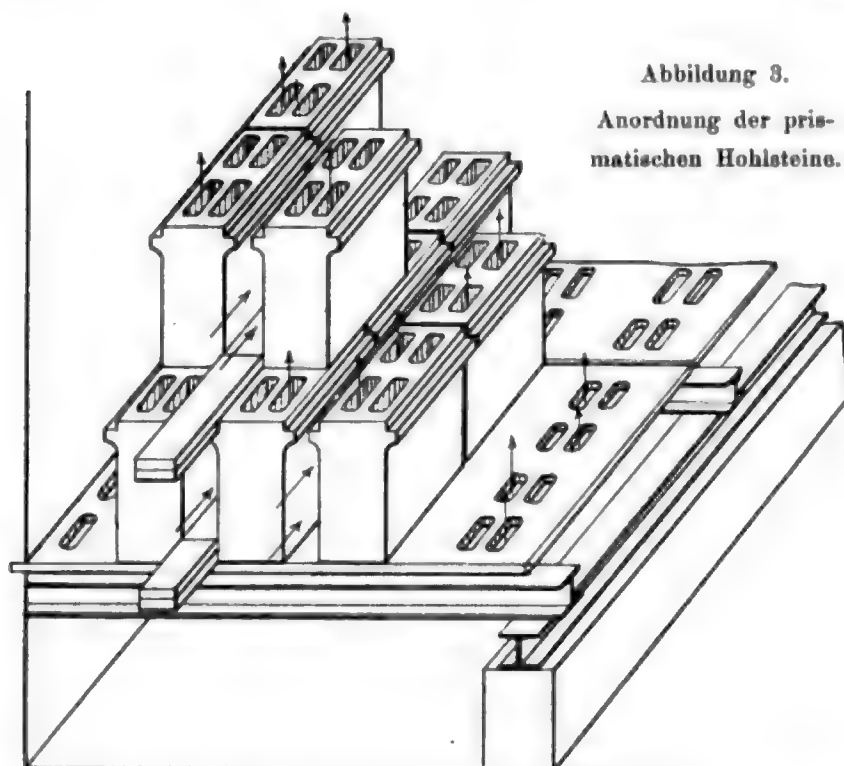 Abbildung 3.
Anordnung der pris-
matischen Hohlsteine.